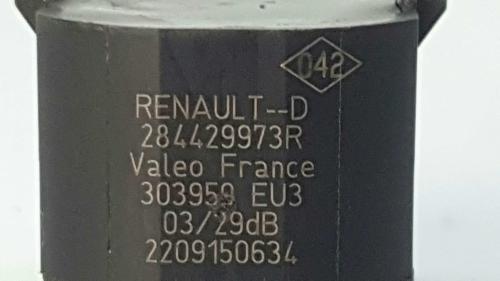 042
RENAULT--D
284429973R
Valeo France
303959 EU3
03/29dB
2209150634